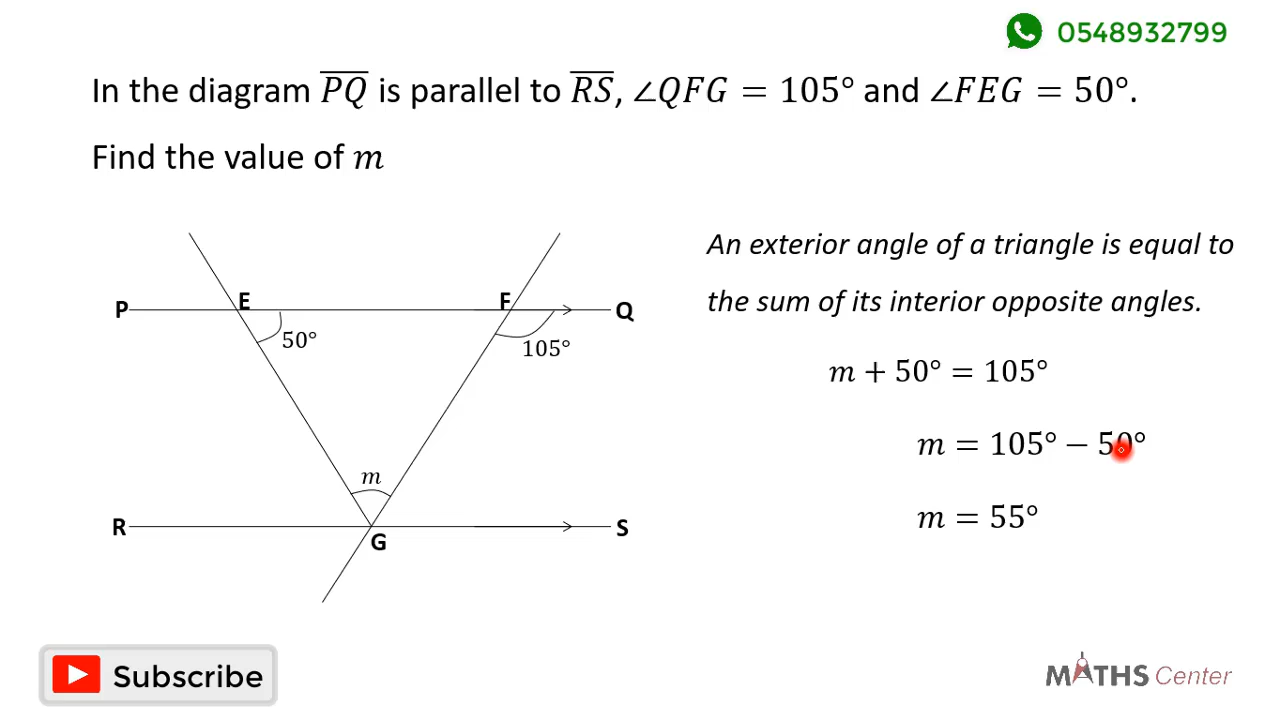 0548932799
In the diagram P̅Q̅ is parallel to R̅S̅, ∠QFG = 105° and ∠FEG = 50°.
Find the value of m
An exterior angle of a triangle is equal to
the sum of its interior opposite angles.
m + 50° = 105°
m = 105° − 50°
m = 55°
P
E
F
Q
50°
105°
m
R
G
S
Subscribe
MATHS Center